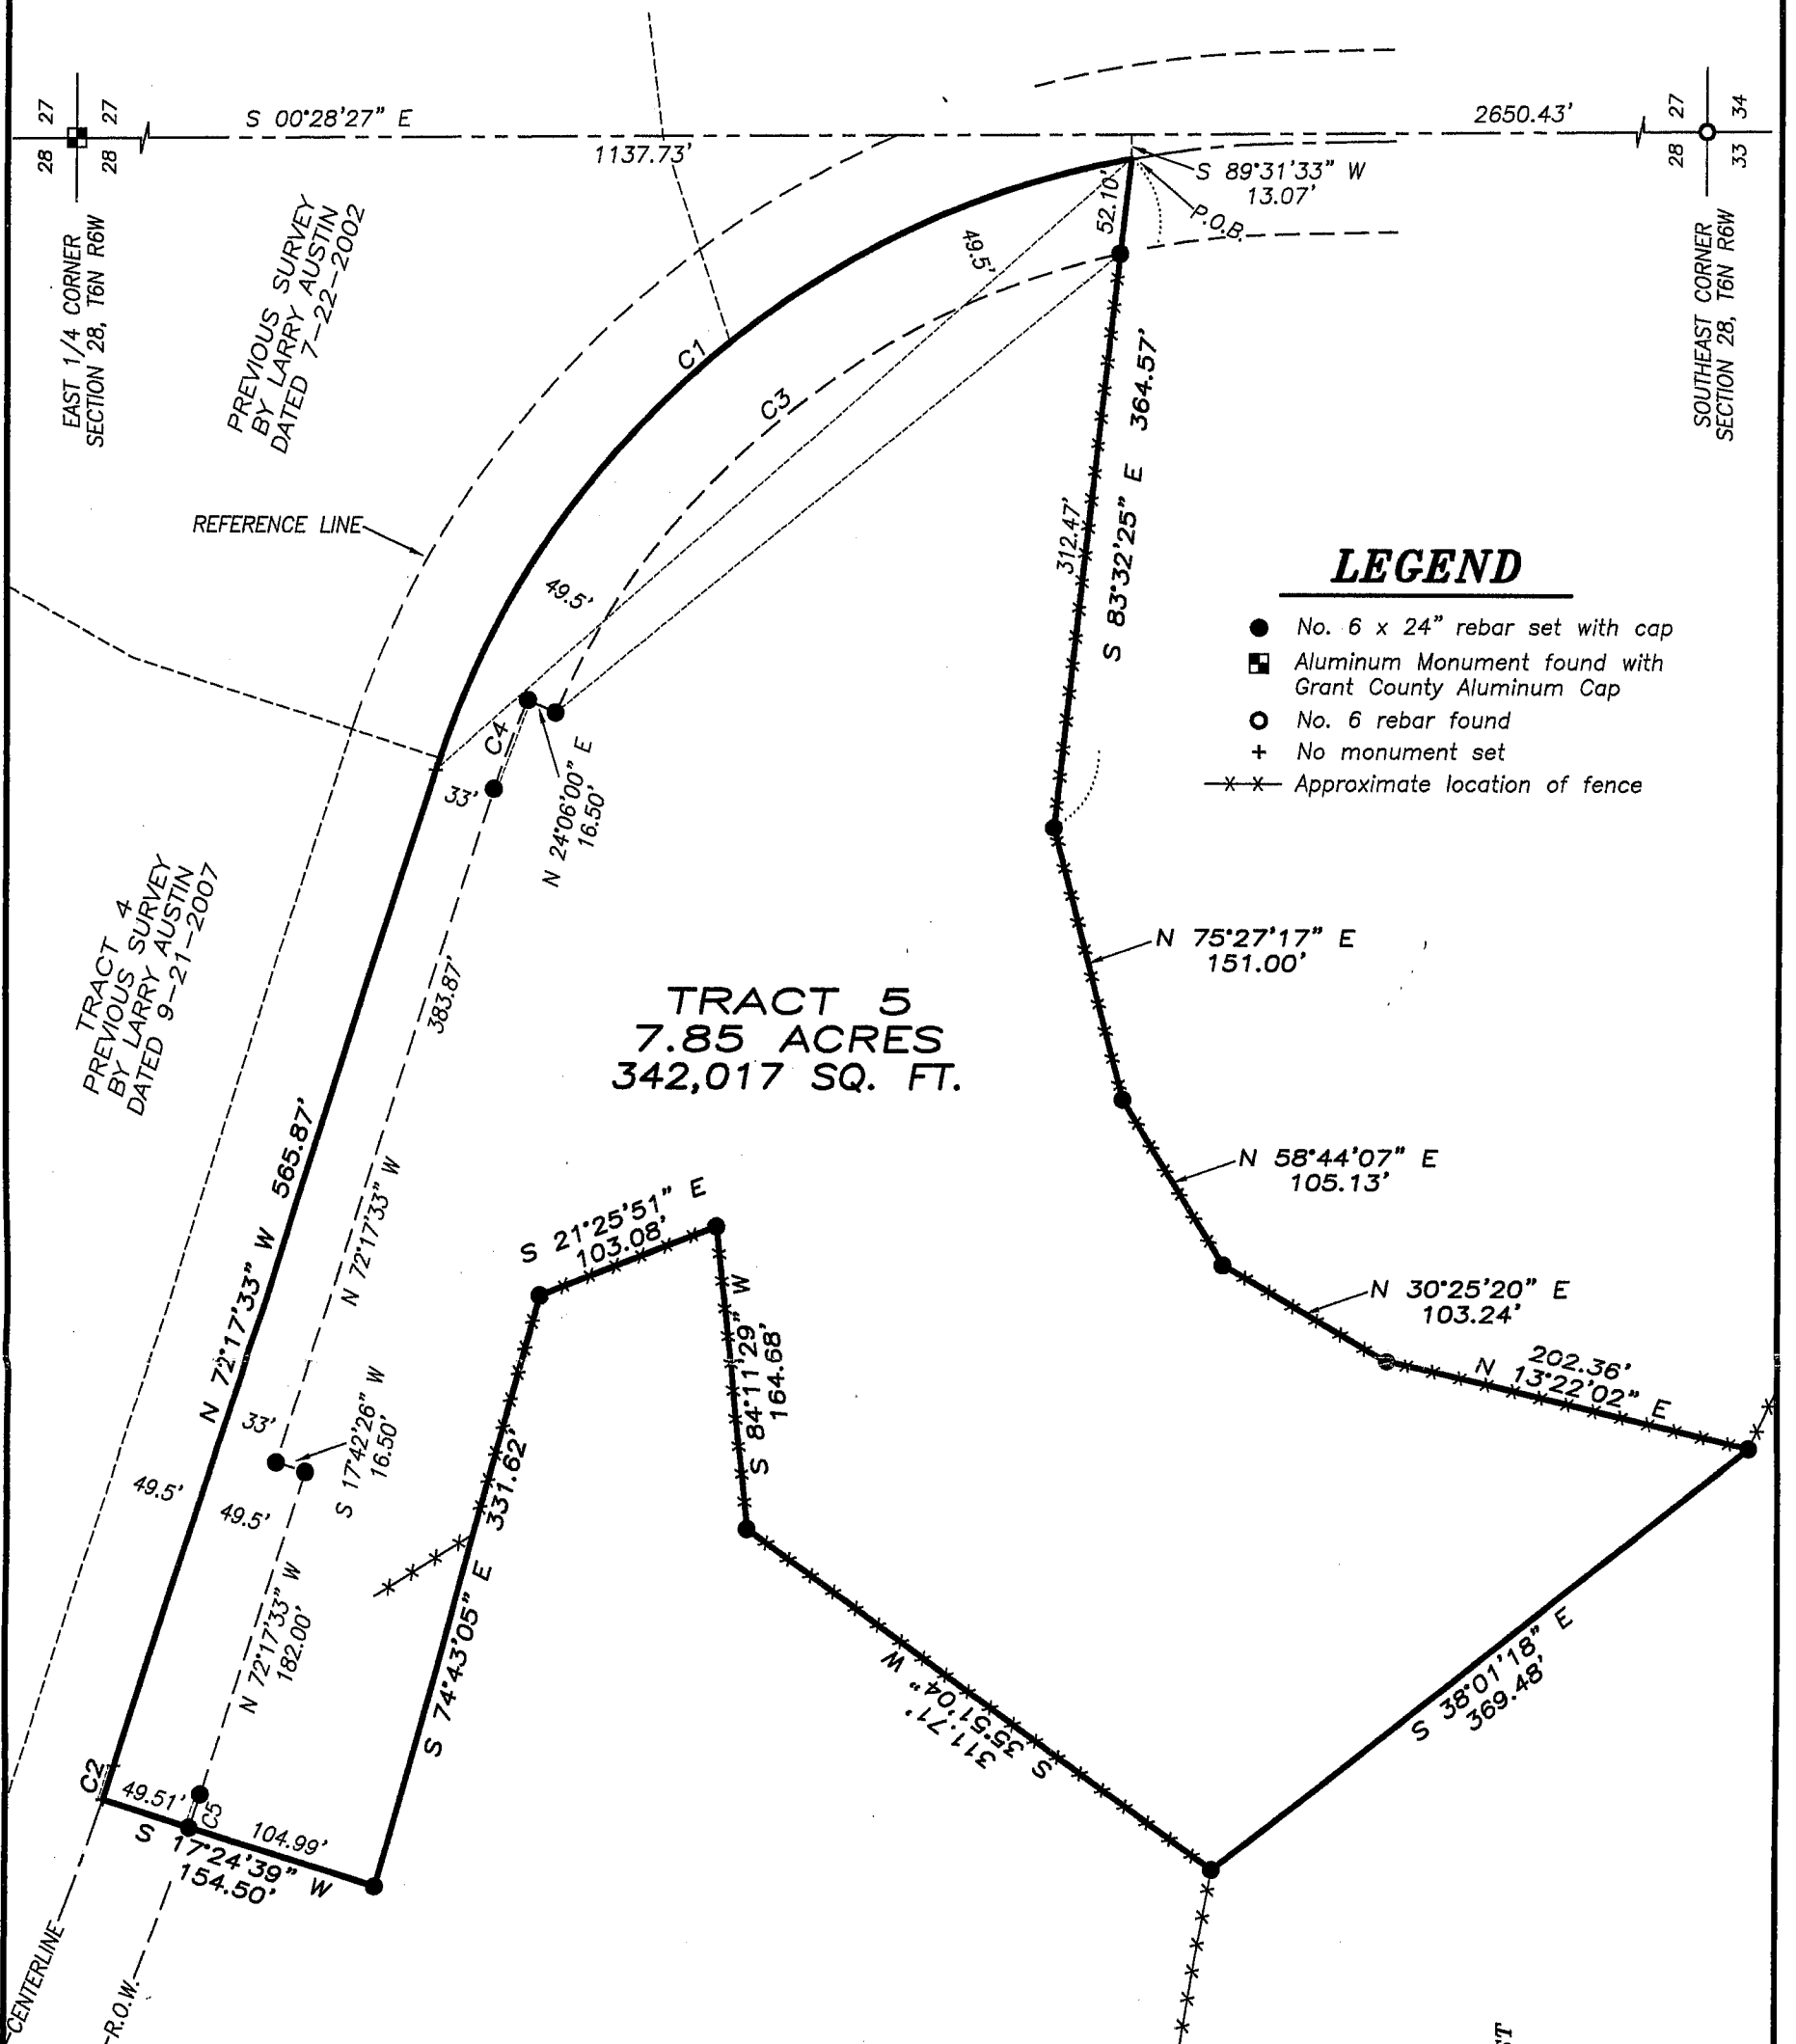 27
27
28
28
S 00°28'27" E
1137.73'
2650.43'
27
34
28
33
S 89°31'33" W
13.07'
P.O.B.
EAST 1/4 CORNER
SECTION 28, T6N R6W
PREVIOUS SURVEY
BY LARRY AUSTIN
DATED 7-22-2002
SOUTHEAST CORNER
SECTION 28, T6N R6W
52.10'
49.5'
C1
C3
S 83°32'25" E 364.57'
312.47'
REFERENCE LINE
49.5'
LEGEND
No. 6 x 24" rebar set with cap
Aluminum Monument found with
Grant County Aluminum Cap
No. 6 rebar found
No monument set
Approximate location of fence
C4
33'
N 24°06'00" E
16.50'
TRACT 4
PREVIOUS SURVEY
BY LARRY AUSTIN
DATED 9-21-2007
383.87'
N 75°27'17" E
151.00'
TRACT 5
7.85 ACRES
342,017 SQ. FT.
N 72°17'33" W 565.87'
N 72°17'33" W
N 58°44'07" E
105.13'
S 21°25'51" E
103.08'
N 30°25'20" E
103.24'
S 84°11'29" W
164.68'
202.36'
N 13°22'02" E
33'
49.5'
49.5'
S 17°42'26" W
16.50'
S 74°43'05" E 331.62'
N 72°17'33" W
182.00'
S 35°51'04" W
311.71'
S 38°01'18" E
369.48'
C2
49.51'
C5
104.99'
S 17°24'39" W
154.50'
CENTERLINE
R.O.W.